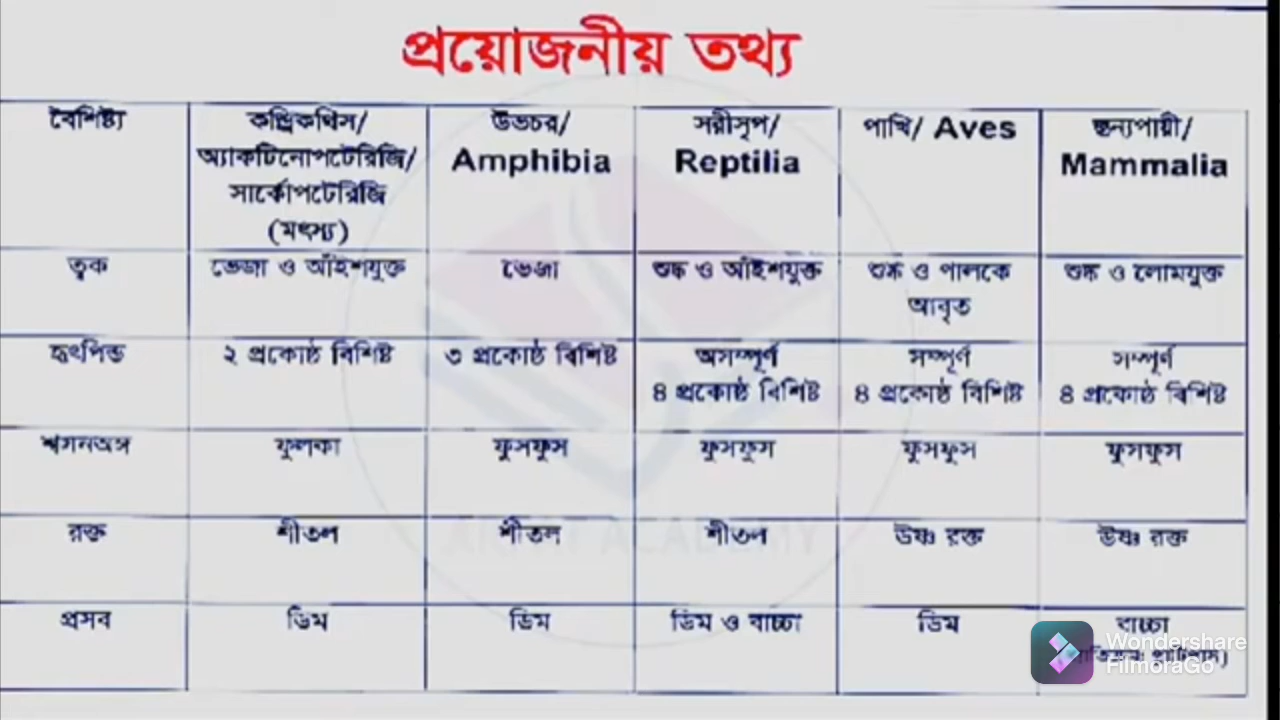 প্রয়োজনীয় তথ্য
বৈশিষ্ট্য
কন্ড্রিকথিস/
অ্যাকটিনোপটেরিজি/
সার্কোপটেরিজি
(মৎস্য)
উভচর/
Amphibia
সরীসৃপ/
Reptilia
পাখি/ Aves
স্তন্যপায়ী/
Mammalia
ত্বক
ভেজা ও আঁইশযুক্ত
ভেজা
শুষ্ক ও আঁইশযুক্ত
শুষ্ক ও পালকে
আবৃত
শুষ্ক ও লোমযুক্ত
হৃৎপিন্ড
২ প্রকোষ্ঠ বিশিষ্ট
৩ প্রকোষ্ঠ বিশিষ্ট
অসম্পূর্ণ
৪ প্রকোষ্ঠ বিশিষ্ট
সম্পূর্ণ
৪ প্রকোষ্ঠ বিশিষ্ট
সম্পূর্ণ
৪ প্রকোষ্ঠ বিশিষ্ট
শ্বসনঅঙ্গ
ফুলকা
ফুসফুস
ফুসফুস
ফুসফুস
ফুসফুস
রক্ত
শীতল
শীতল
শীতল
উষ্ণ রক্ত
উষ্ণ রক্ত
প্রসব
ডিম
ডিম
ডিম ও বাচ্চা
ডিম
বাচ্চা
ACADEMY
Wondershare
FilmoraGo